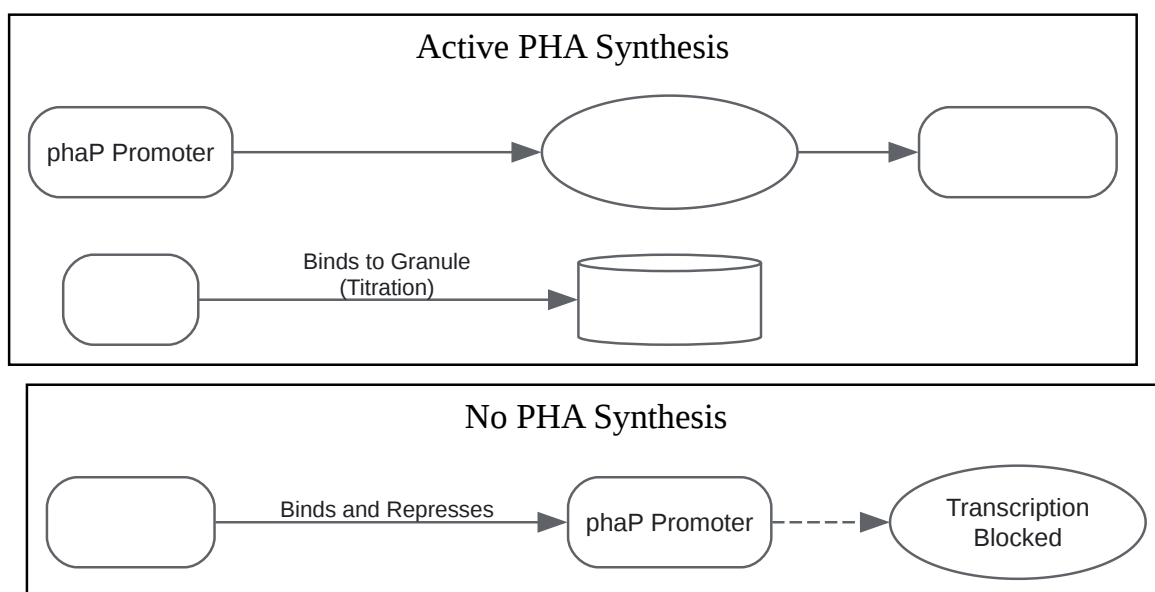 Active PHA Synthesis
phaP Promoter
Binds to Granule
(Titration)
No PHA Synthesis
Binds and Represses
phaP Promoter
Transcription
Blocked